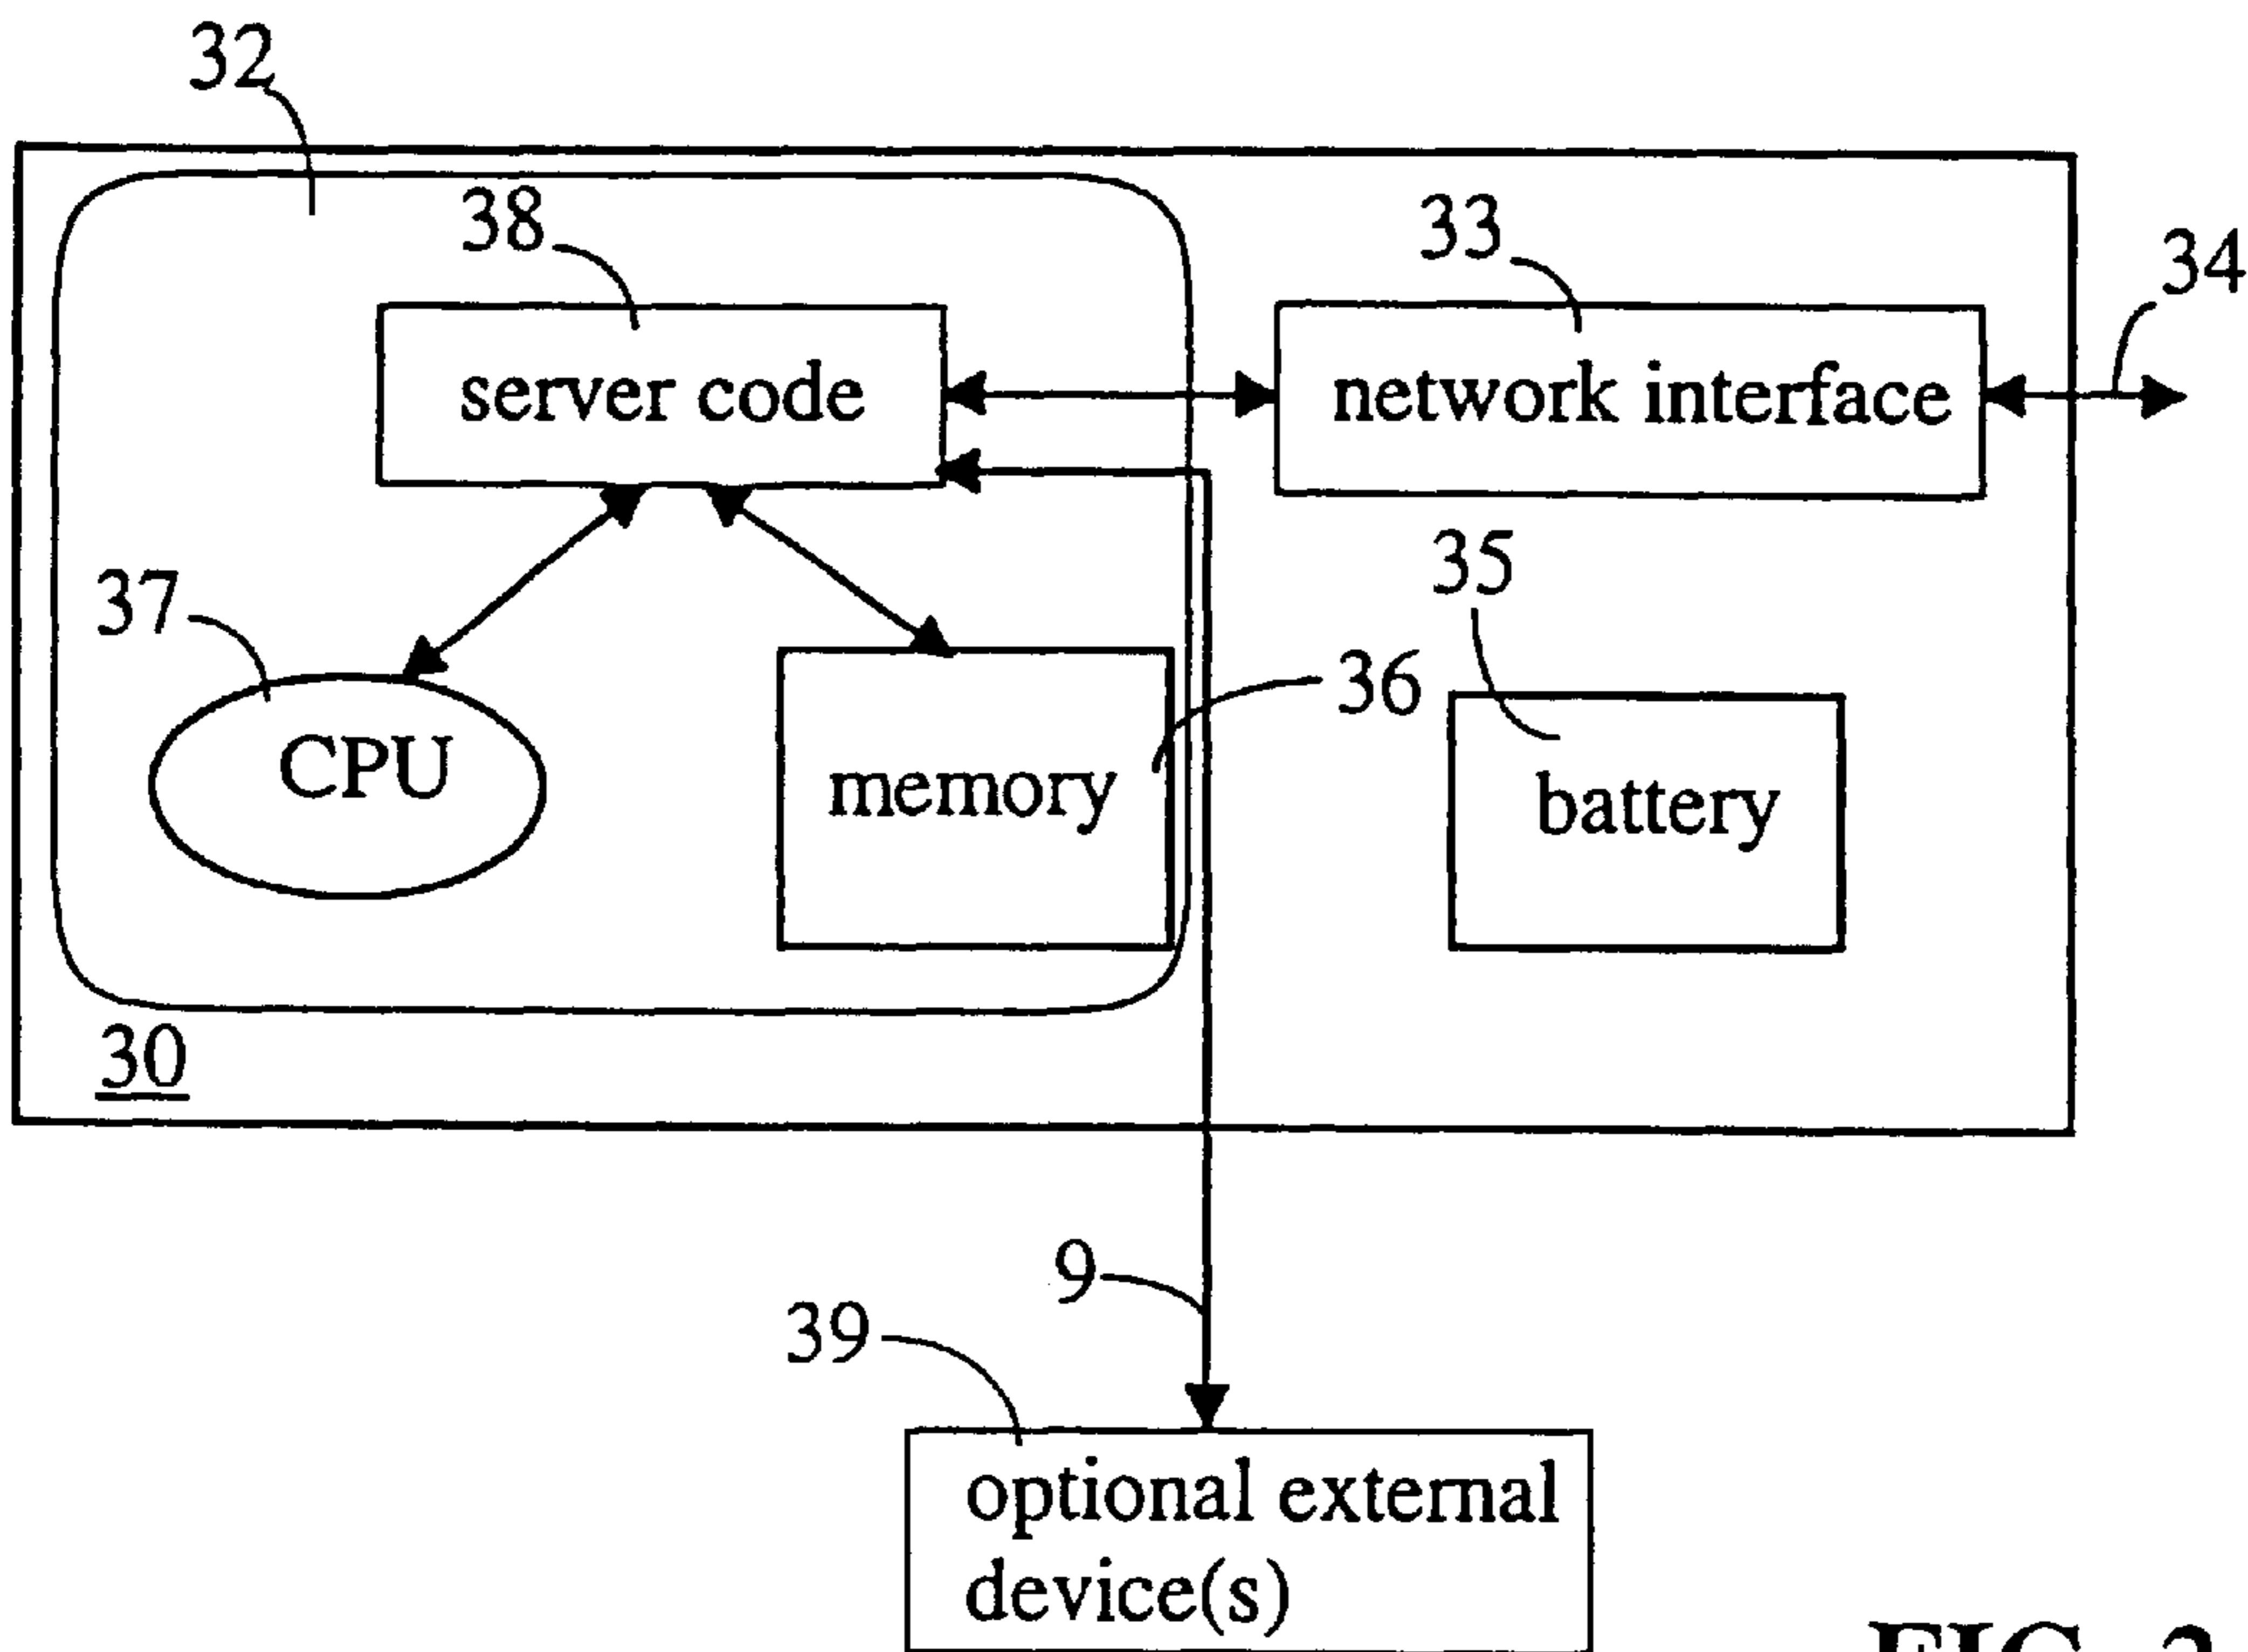 32
38
33
34
server code
network interface
35
37
36
CPU
memory
battery
30
9
39
optional external
device(s)